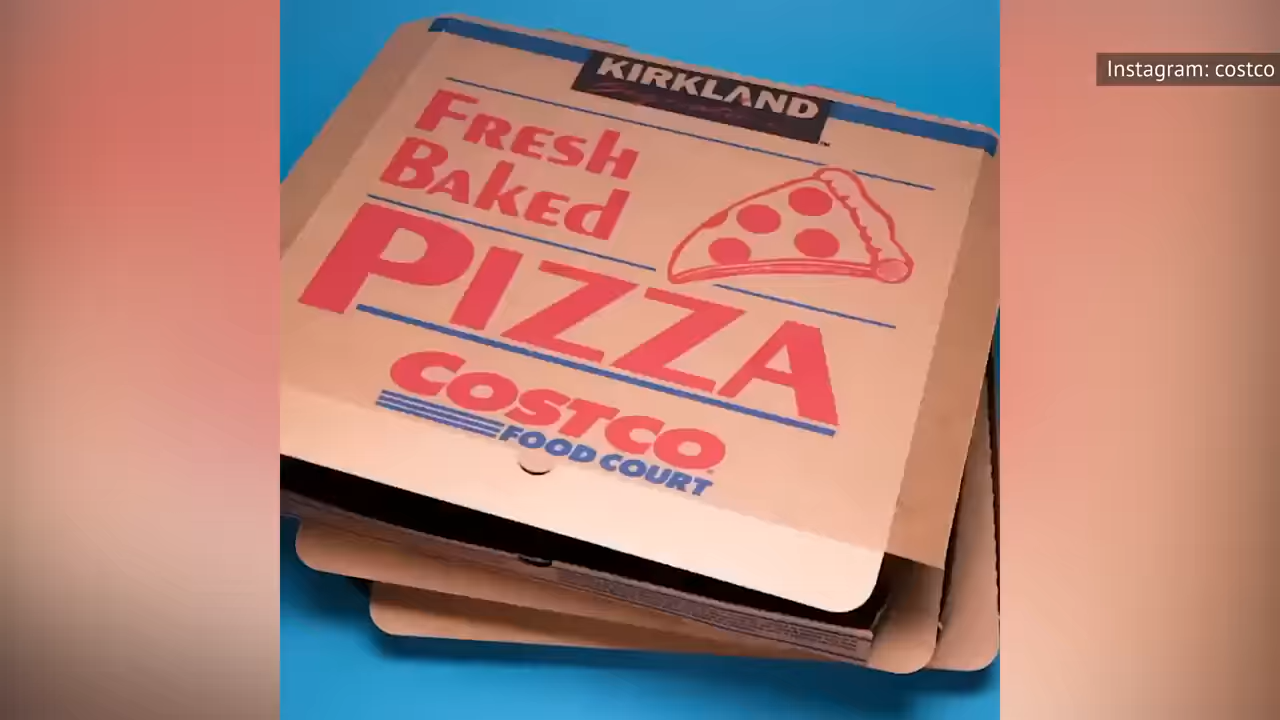 Instagram: costco
KIRKLAND
FRESH
BAKED
PIZZA
COSTCO
FOOD COURT